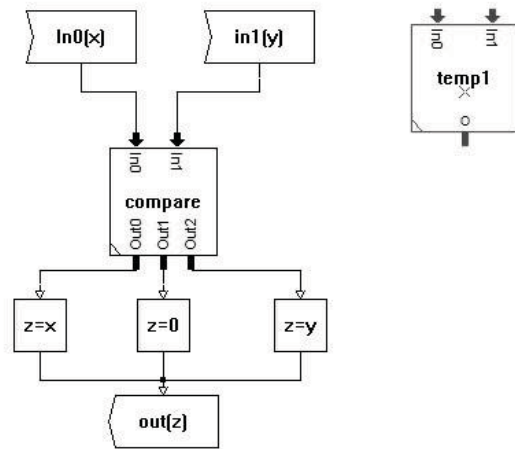 In0(x)
in1(y)
In0
In1
temp1
O
In0
In1
compare
Out0
Out1
Out2
z=x
z=0
z=y
out(z)